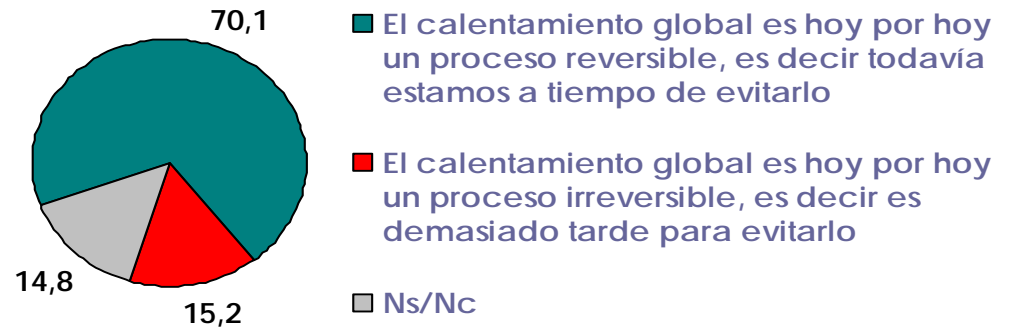 70,1
El calentamiento global es hoy por hoy
un proceso reversible, es decir todavía
estamos a tiempo de evitarlo
El calentamiento global es hoy por hoy
un proceso irreversible, es decir es
demasiado tarde para evitarlo
14,8
15,2
Ns/Nc